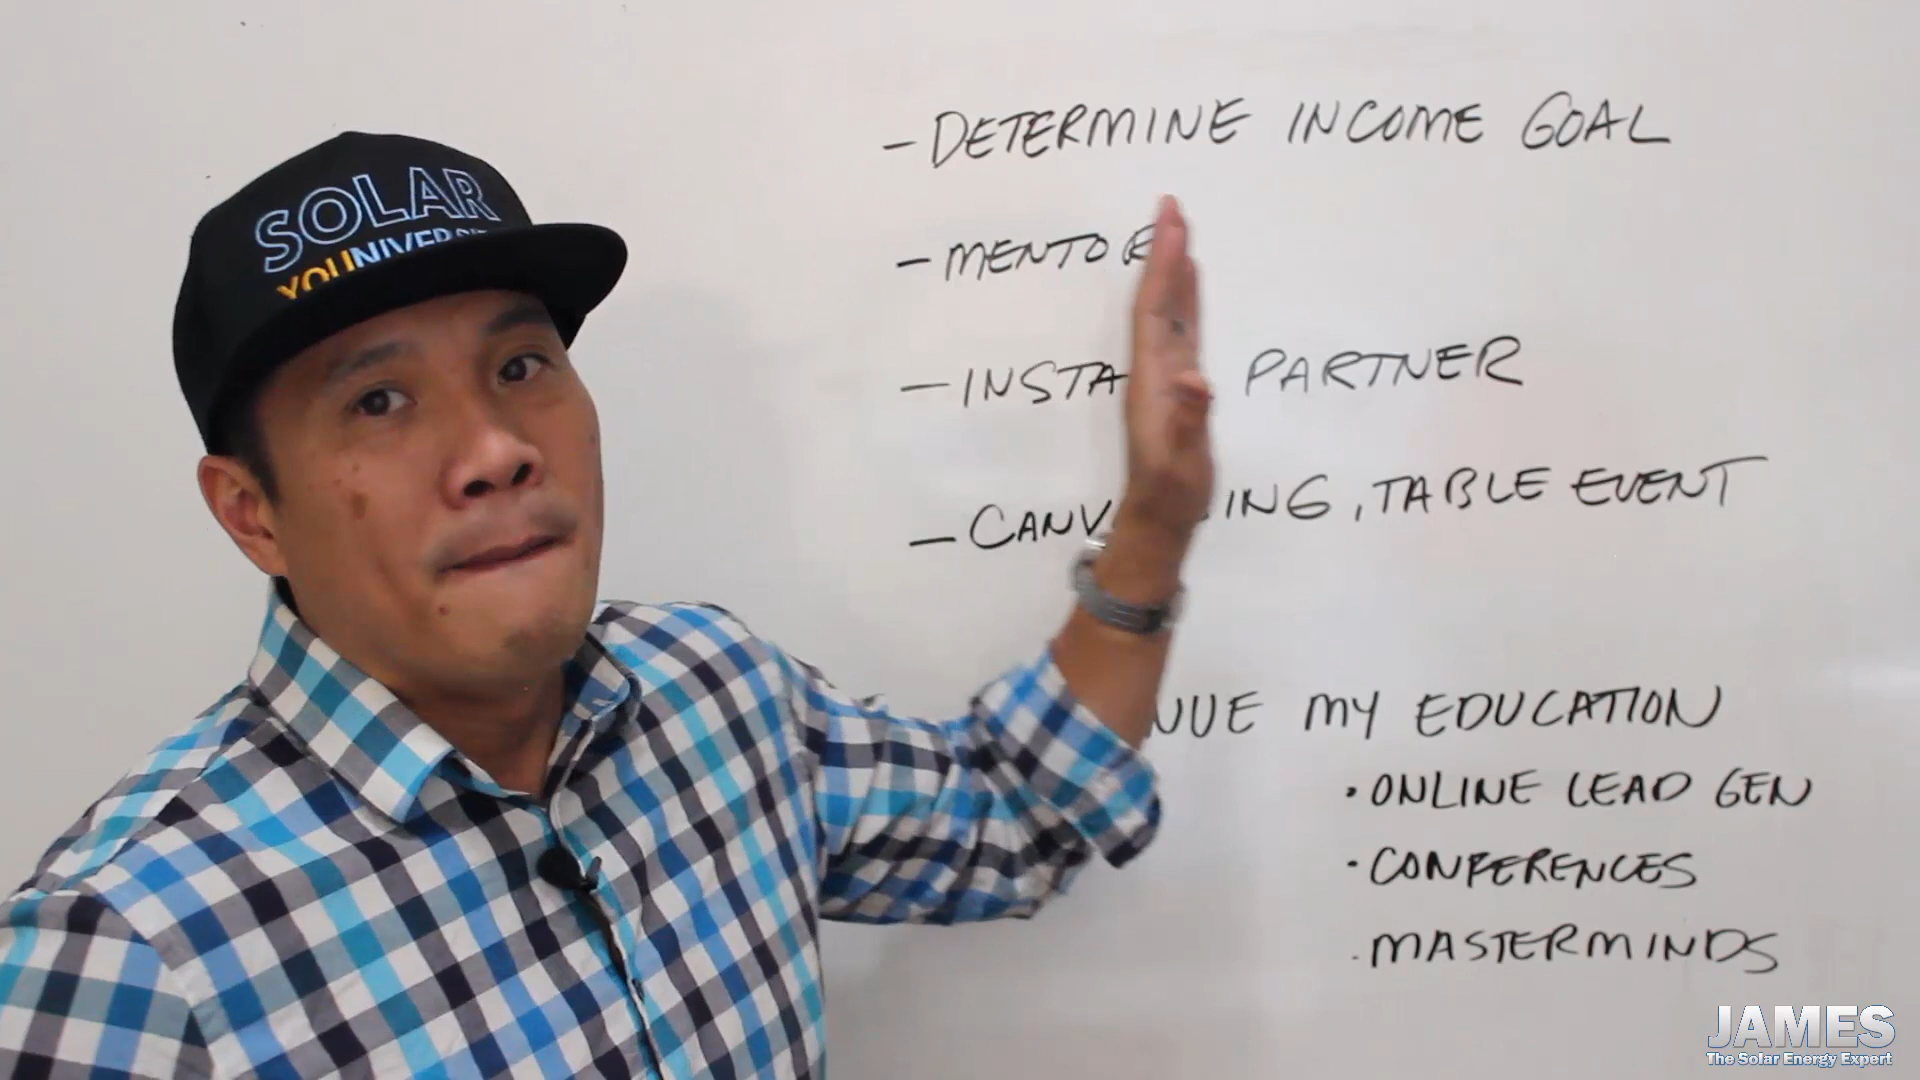 SOLAR
YOUNIVERSI
- DETERMINE INCOME GOAL
- MENTOR
- INSTA PARTNER
- CANV ING, TABLE EVENT
NUE MY EDUCATION
• ONLINE LEAD GEN
• CONFERENCES
• MASTERMINDS
JAMES
The Solar Energy Expert